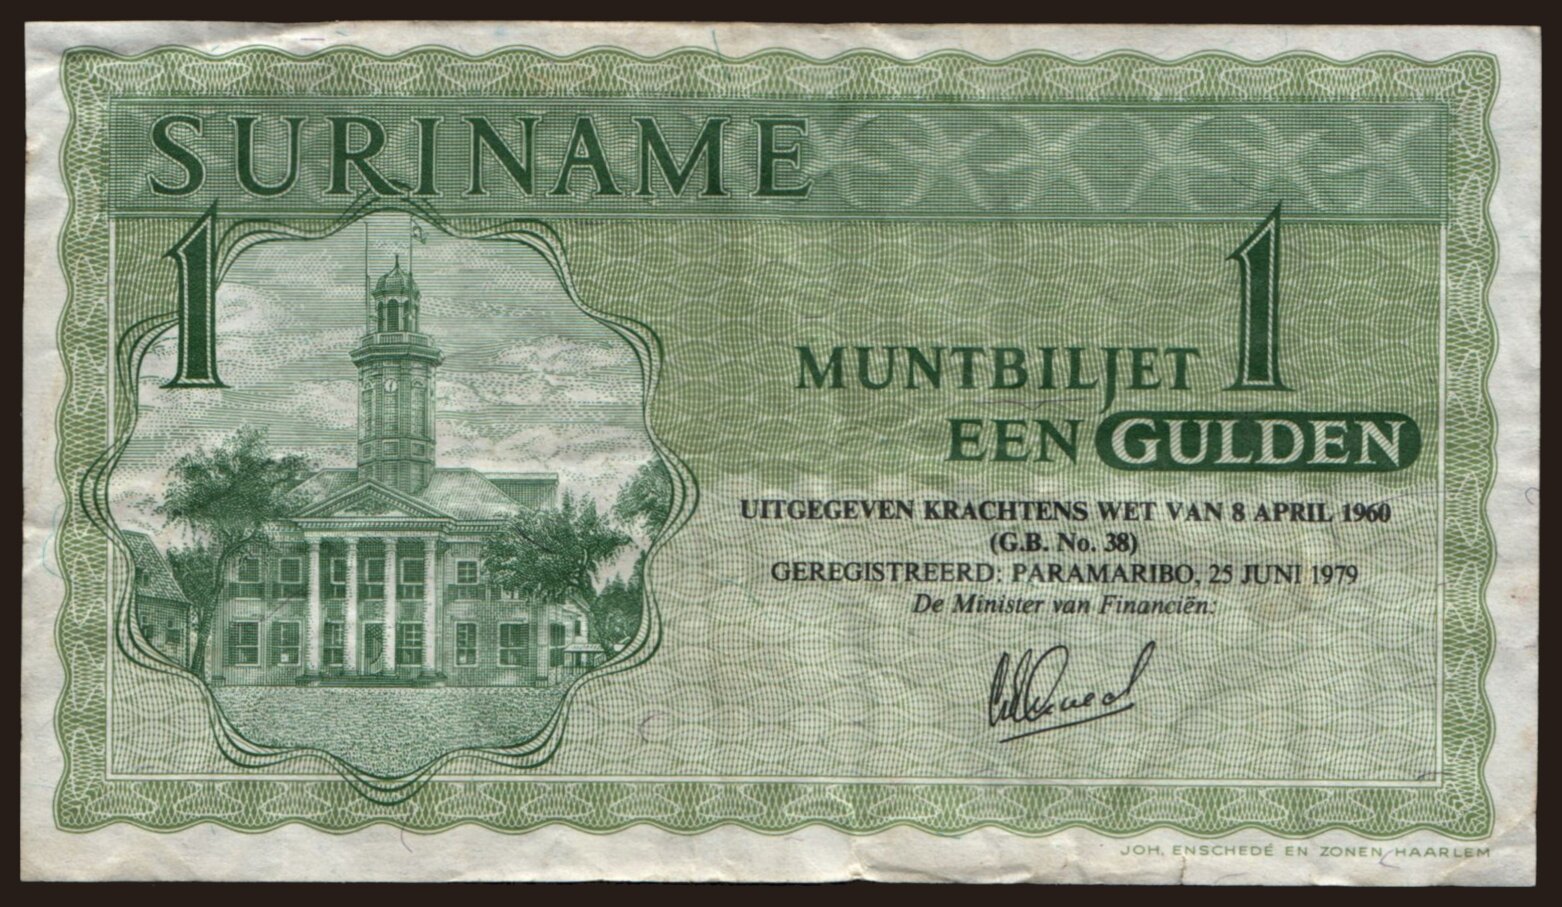 SURINAME
1
1
MUNTBILJET
EEN GULDEN
UITGEGEVEN KRACHTENS WET VAN 8 APRIL 1960
(G.B. No. 38)
GEREGISTREERD: PARAMARIBO, 25 JUNI 1979
De Minister van Financiën:
JOH. ENSCHEDÉ EN ZONEN HAARLEM